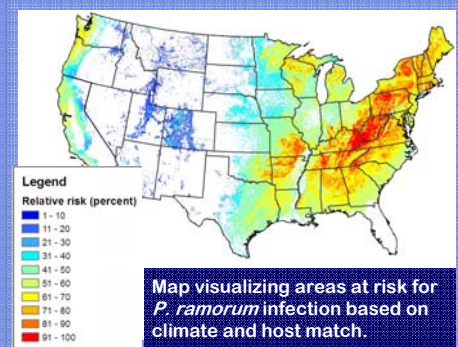 Legend
Relative risk (percent)
1 - 10
11 - 20
21 - 30
31 - 40
41 - 50
51 - 60
61 - 70
71 - 80
81 - 90
91 - 100
Map visualizing areas at risk for
P. ramorum infection based on
climate and host match.